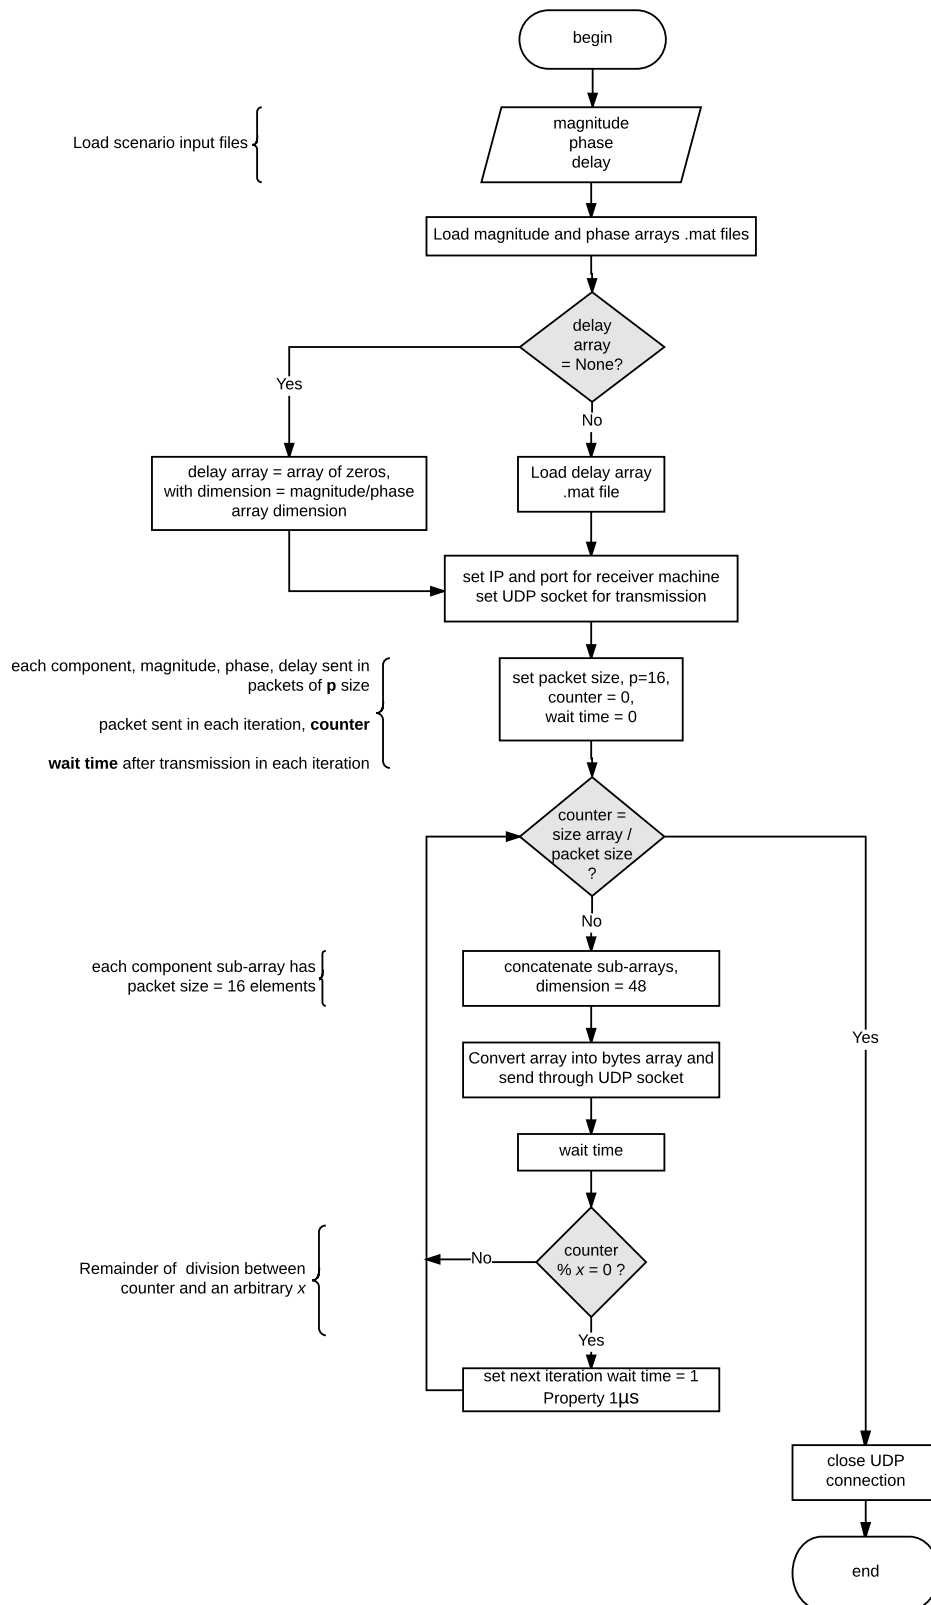 begin
Load scenario input files
magnitude
phase
delay
Load magnitude and phase arrays .mat files
delay
array
= None?
Yes
No
delay array = array of zeros,
with dimension = magnitude/phase
array dimension
Load delay array
.mat file
set IP and port for receiver machine
set UDP socket for transmission
each component, magnitude, phase, delay sent in
packets of p size
packet sent in each iteration, counter
wait time after transmission in each iteration
set packet size, p=16,
counter = 0,
wait time = 0
counter =
size array /
packet size
?
No
Yes
each component sub-array has
packet size = 16 elements
concatenate sub-arrays,
dimension = 48
Convert array into bytes array and
send through UDP socket
wait time
Remainder of  division between
counter and an arbitrary x
No
counter
% x = 0 ?
Yes
set next iteration wait time = 1
Property 1µs
close UDP
connection
end